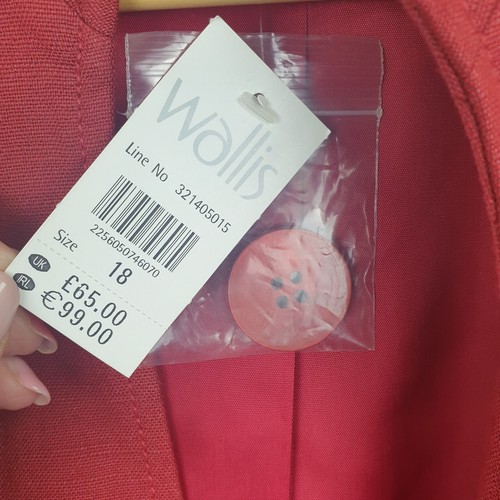 wallis
Line No 321405015
2256050746070
Size 18
UK £65.00
IRL €99.00